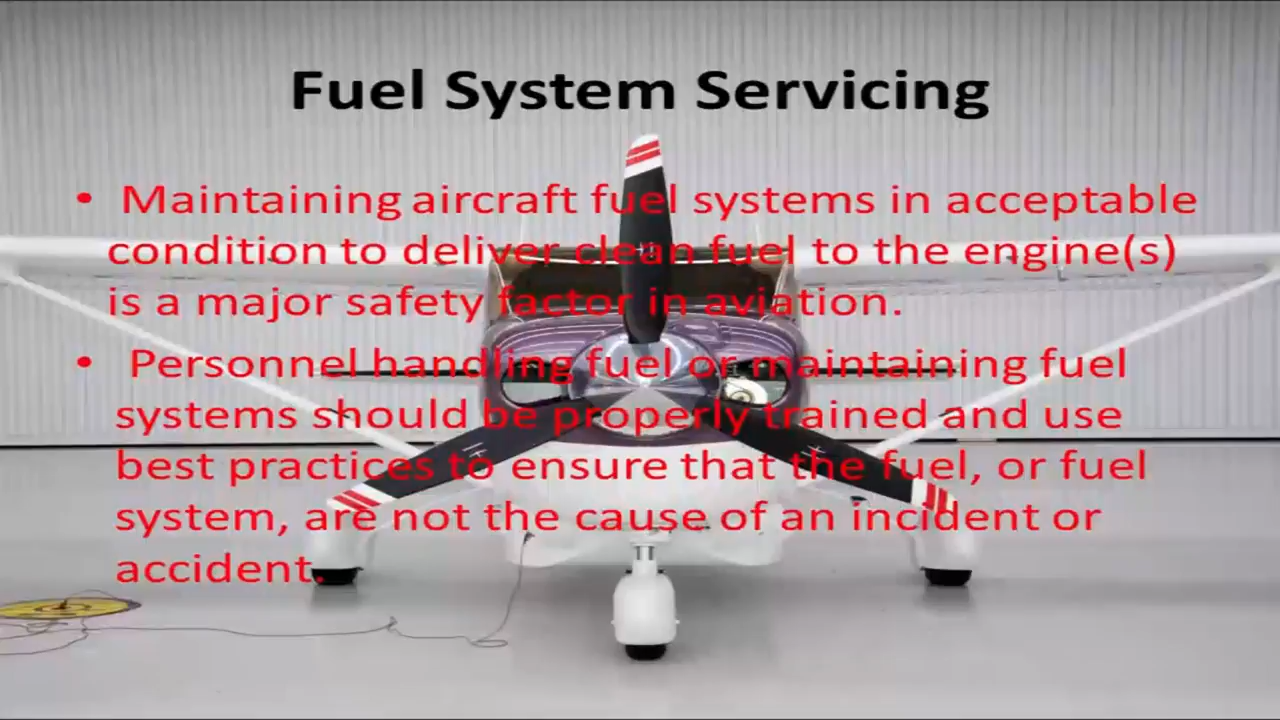 Fuel System Servicing
• Maintaining aircraft fuel systems in acceptable
condition to deliver clean fuel to the engine(s)
is a major safety factor in aviation.
• Personnel handling fuel or maintaining fuel
systems should be properly trained and use
best practices to ensure that the fuel, or fuel
system, are not the cause of an incident or
accident.